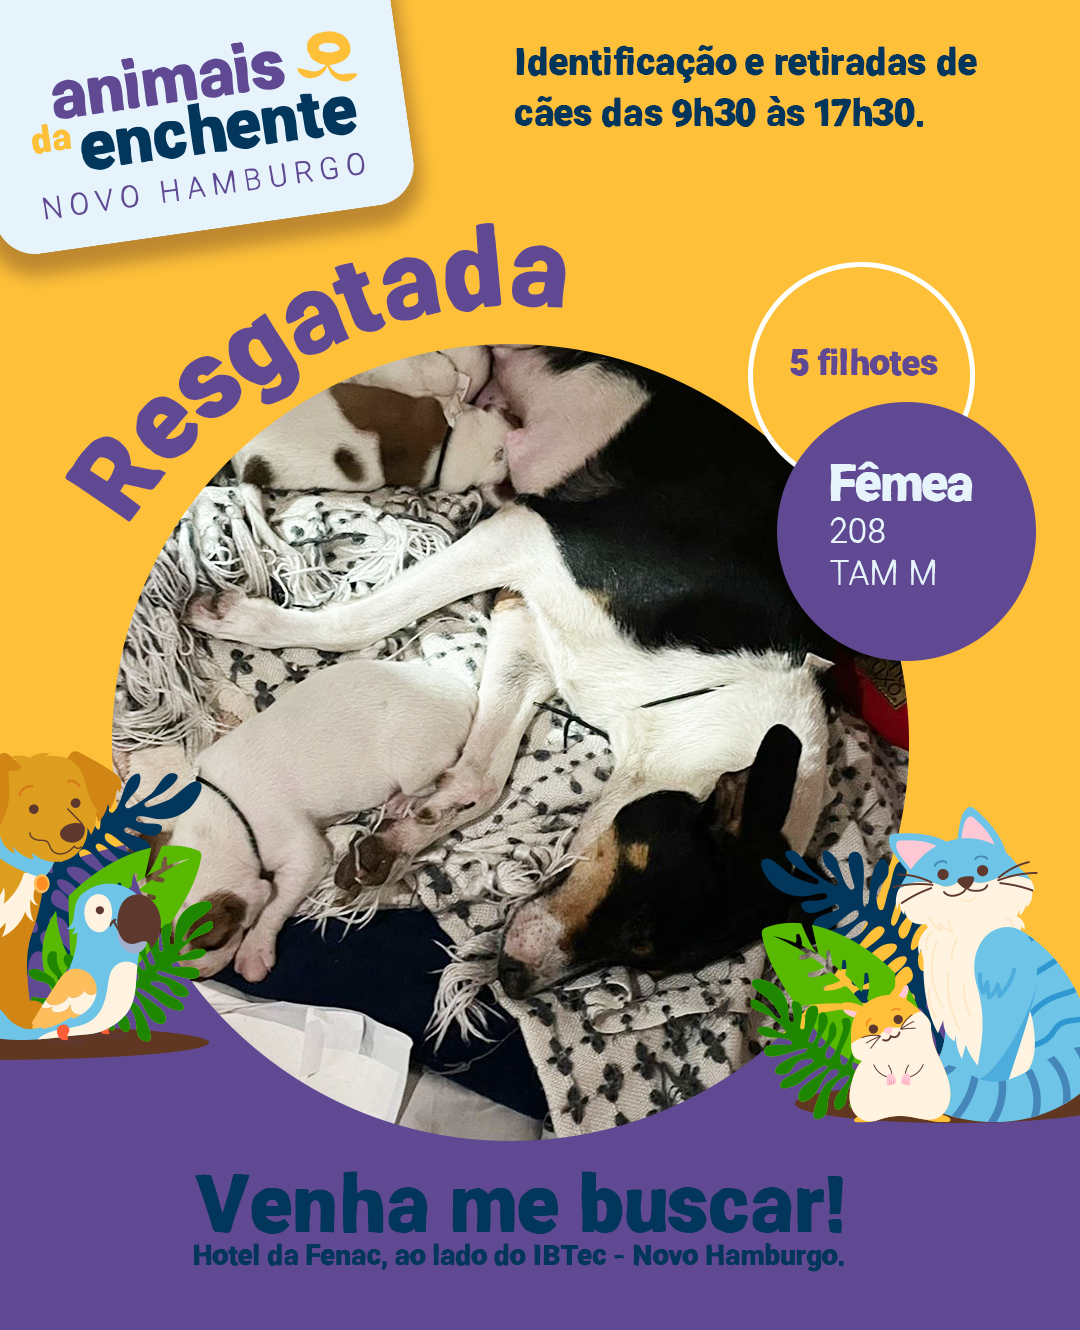 animais
da enchente
NOVO HAMBURGO
Identificação e retiradas de
cães das 9h30 às 17h30.
Resgatada
5 filhotes
Fêmea
208
TAM M
Venha me buscar!
Hotel da Fenac, ao lado do IBTec - Novo Hamburgo.